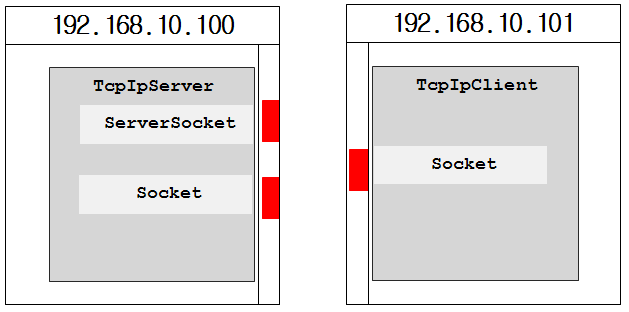 192.168.10.100
TcpIpServer
ServerSocket
Socket
192.168.10.101
TcpIpClient
Socket